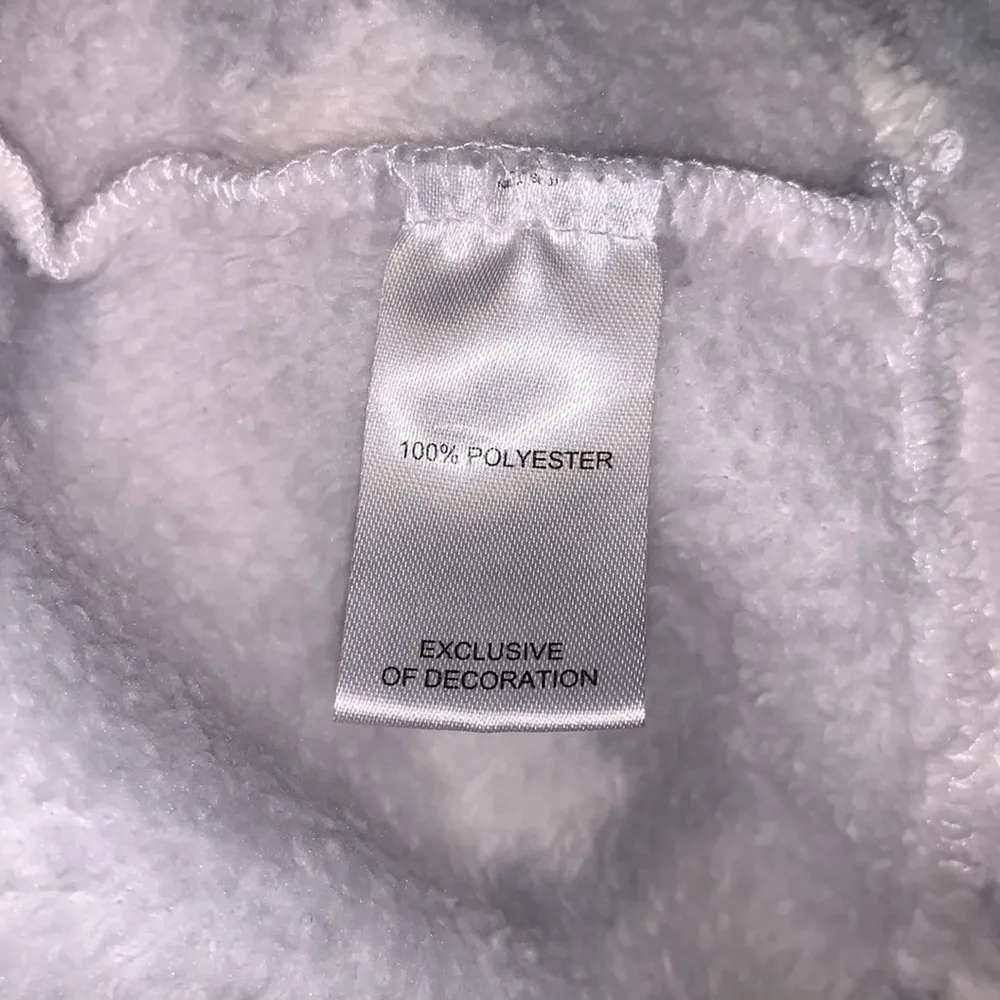 100% POLYESTER
EXCLUSIVE
OF DECORATION